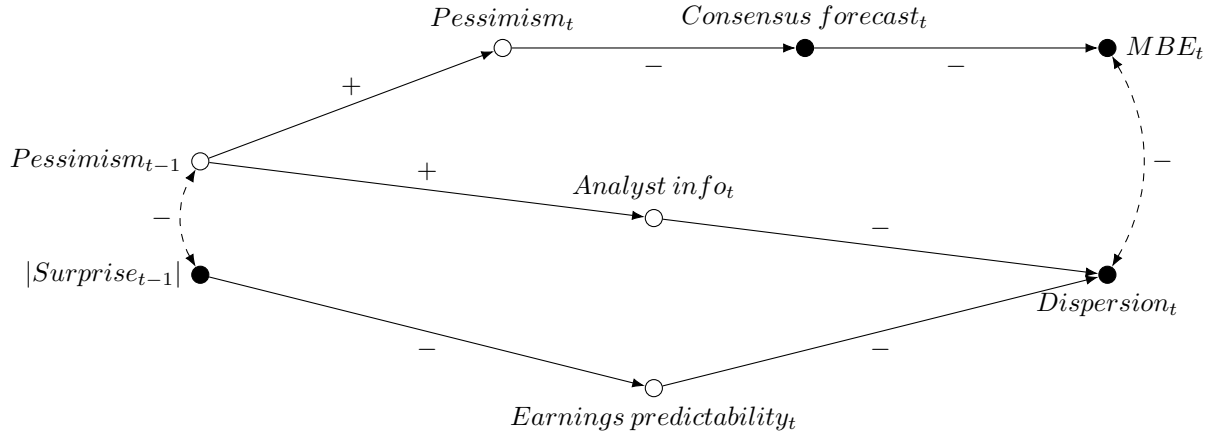 Pessimism_t
Consensus forecast_t
MBE_t
−
−
+
Pessimism_{t−1}
+
−
−
Analyst info_t
−
|Surprise_{t−1}|
Dispersion_t
−
−
Earnings predictability_t